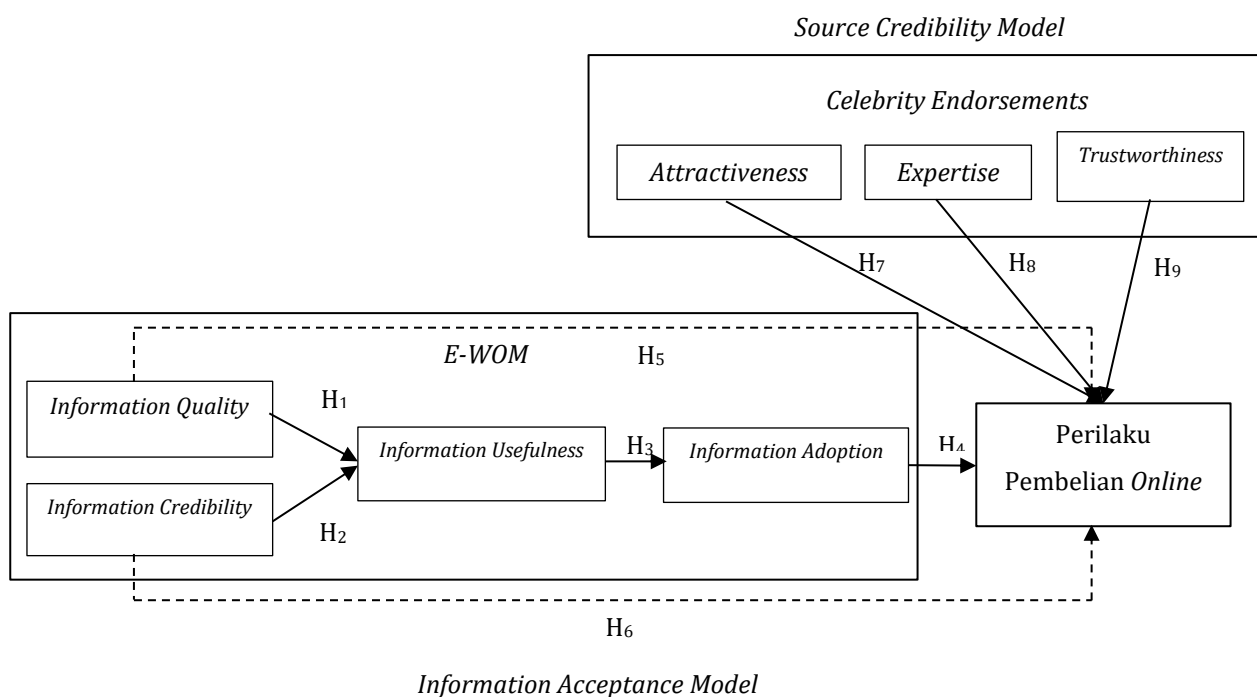 Source Credibility Model
Celebrity Endorsements
Attractiveness
Expertise
Trustworthiness
H7
H8
H9
E-WOM
H5
Information Quality
H1
Information Usefulness
H3
Information Adoption
H4
Perilaku
Pembelian Online
Information Credibility
H2
H6
Information Acceptance Model